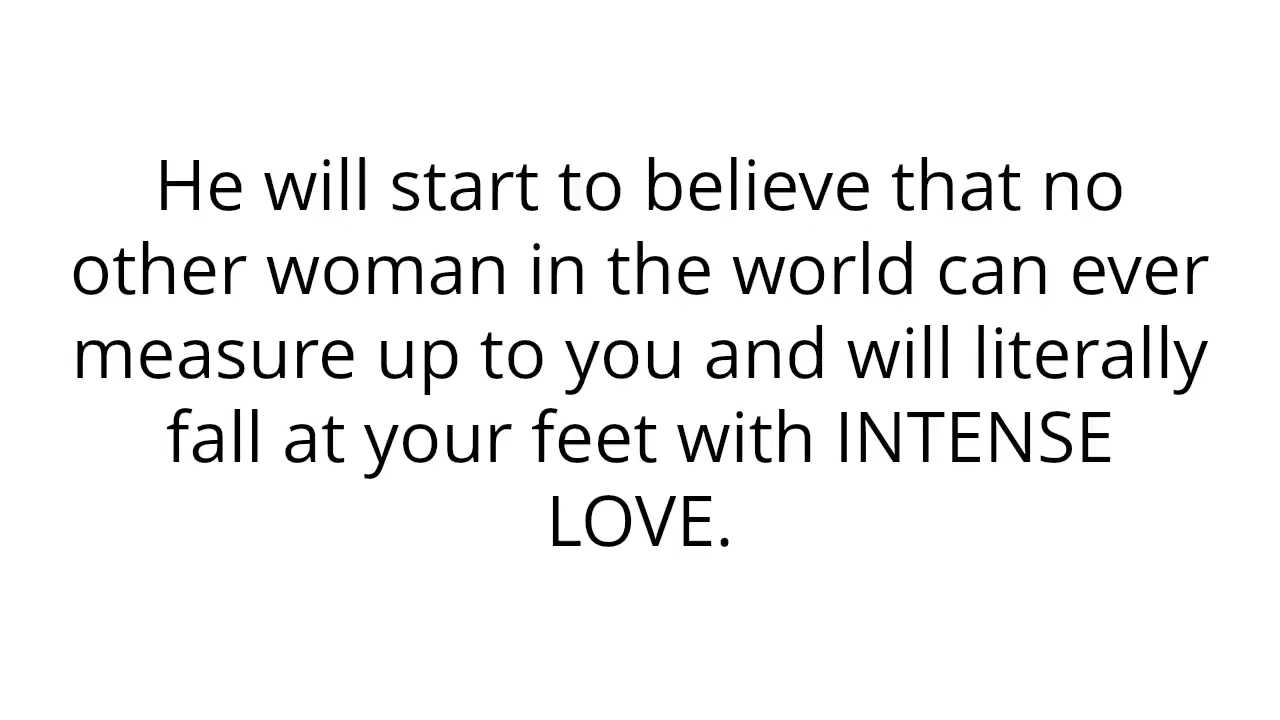 He will start to believe that no
other woman in the world can ever
measure up to you and will literally
fall at your feet with INTENSE
LOVE.